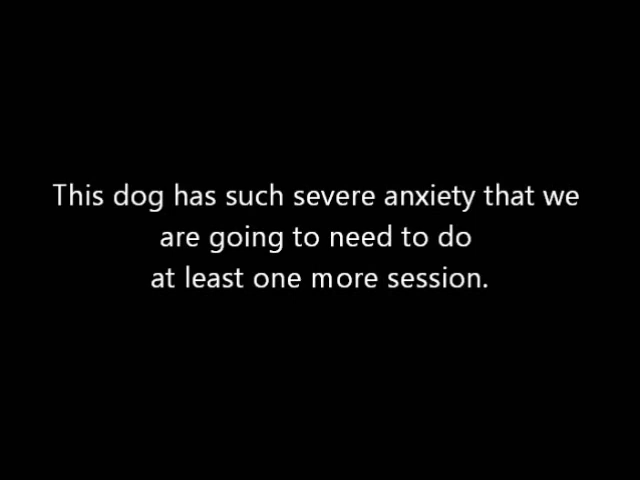 This dog has such severe anxiety that we
are going to need to do
at least one more session.